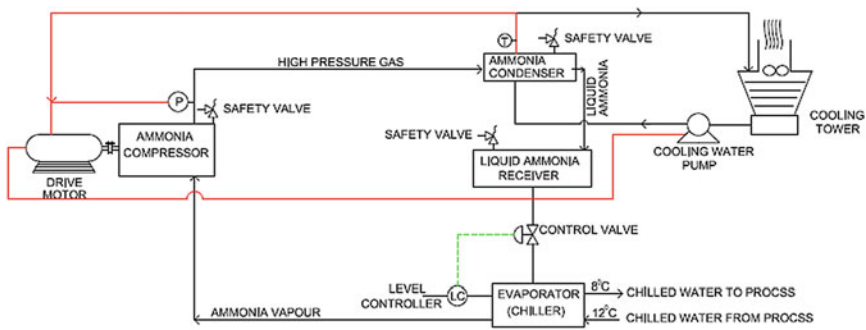 T
SAFETY VALVE
HIGH PRESSURE GAS
AMMONIA
CONDENSER
LIQUID
AMMONIA
P
SAFETY VALVE
COOLING
TOWER
AMMONIA
COMPRESSOR
SAFETY VALVE
COOLING WATER
PUMP
LIQUID AMMONIA
RECEIVER
DRIVE
MOTOR
CONTROL VALVE
LEVEL
CONTROLLER
LC
EVAPORATOR
(CHILLER)
8°C
CHILLED WATER TO PROCSS
12°C
CHILLED WATER FROM PROCSS
AMMONIA VAPOUR